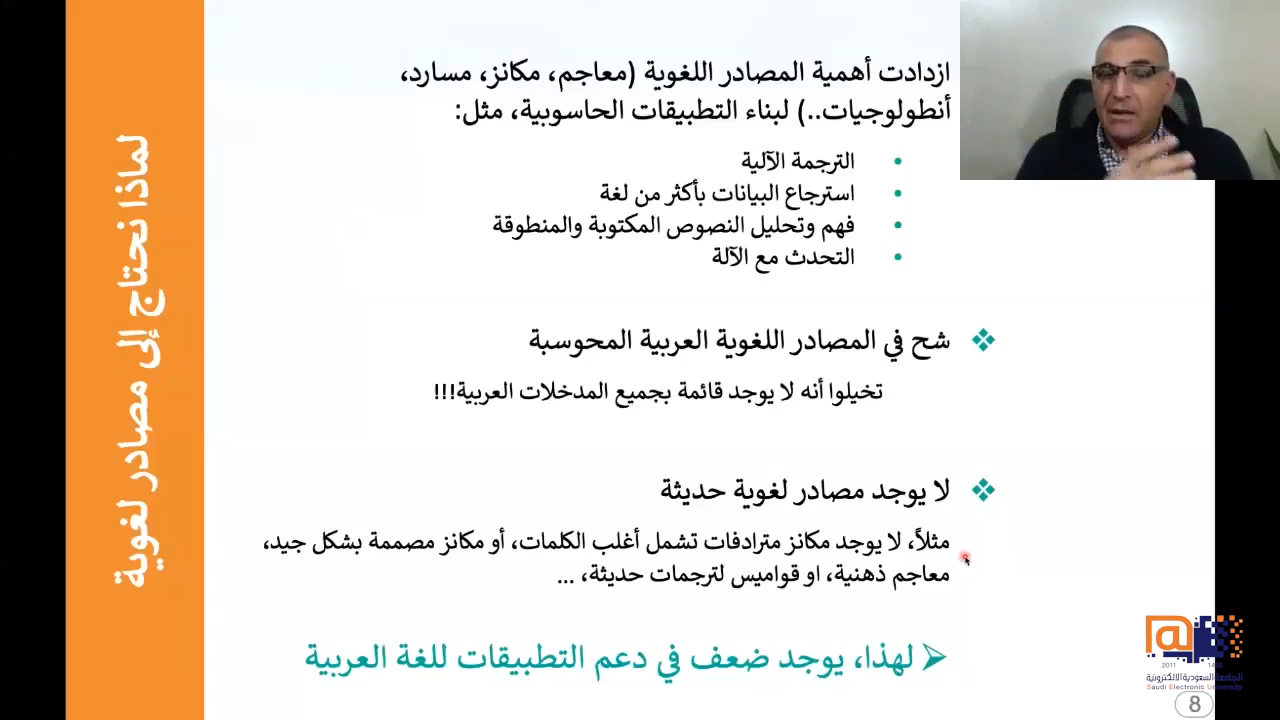 لماذا نحتاج إلى مصادر لغوية
ازدادت أهمية المصادر اللغوية (معاجم، مكانز، مسارد،
أنطولوجيات..) لبناء التطبيقات الحاسوبية، مثل:
• الترجمة الآلية
• استرجاع البيانات بأكثر من لغة
• فهم وتحليل النصوص المكتوبة والمنطوقة
• التحدث مع الآلة
❖ شح في المصادر اللغوية العربية المحوسبة
تخيلوا أنه لا يوجد قائمة بجميع المدخلات العربية!!!
❖ لا يوجد مصادر لغوية حديثة
مثلاً، لا يوجد مكانز مترادفات تشمل أغلب الكلمات، أو مكانز مصممة بشكل جيد،
معاجم ذهنية، او قواميس لترجمات حديثة، ...
➢ لهذا، يوجد ضعف في دعم التطبيقات للغة العربية
2011 1432
الجامعة السعودية الالكترونية
Saudi Electronic University
8